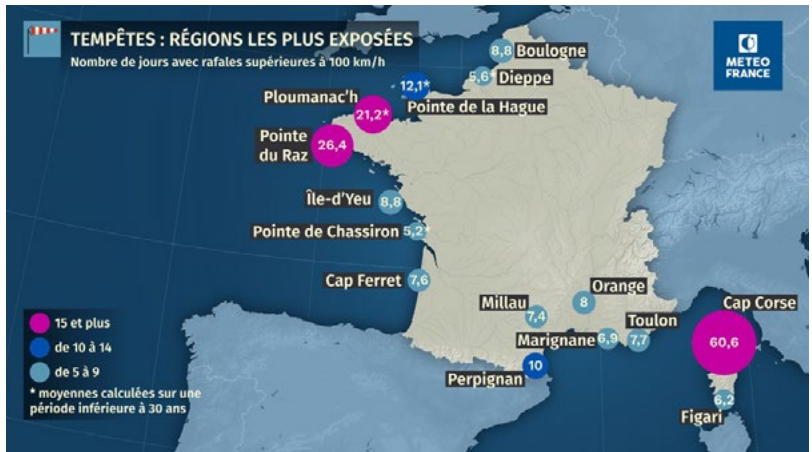 TEMPÊTES : RÉGIONS LES PLUS EXPOSÉES
Nombre de jours avec rafales supérieures à 100 km/h
METEO
FRANCE
8,8 Boulogne
5,6* Dieppe
12,1*
Pointe de la Hague
Ploumanac'h
21,2*
Pointe
du Raz
26,4
Île-d'Yeu
8,8
Pointe de Chassiron 5,2*
Cap Ferret 7,6
Orange
8
Millau
7,4
Marignane 6,9
Toulon
7,7
Cap Corse
60,6
Perpignan 10
6,2
Figari
15 et plus
de 10 à 14
de 5 à 9
* moyennes calculées sur une
période inférieure à 30 ans